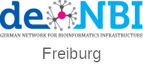 de.NBI
GERMAN NETWORK FOR BIOINFORMATICS INFRASTRUCTURE
Freiburg